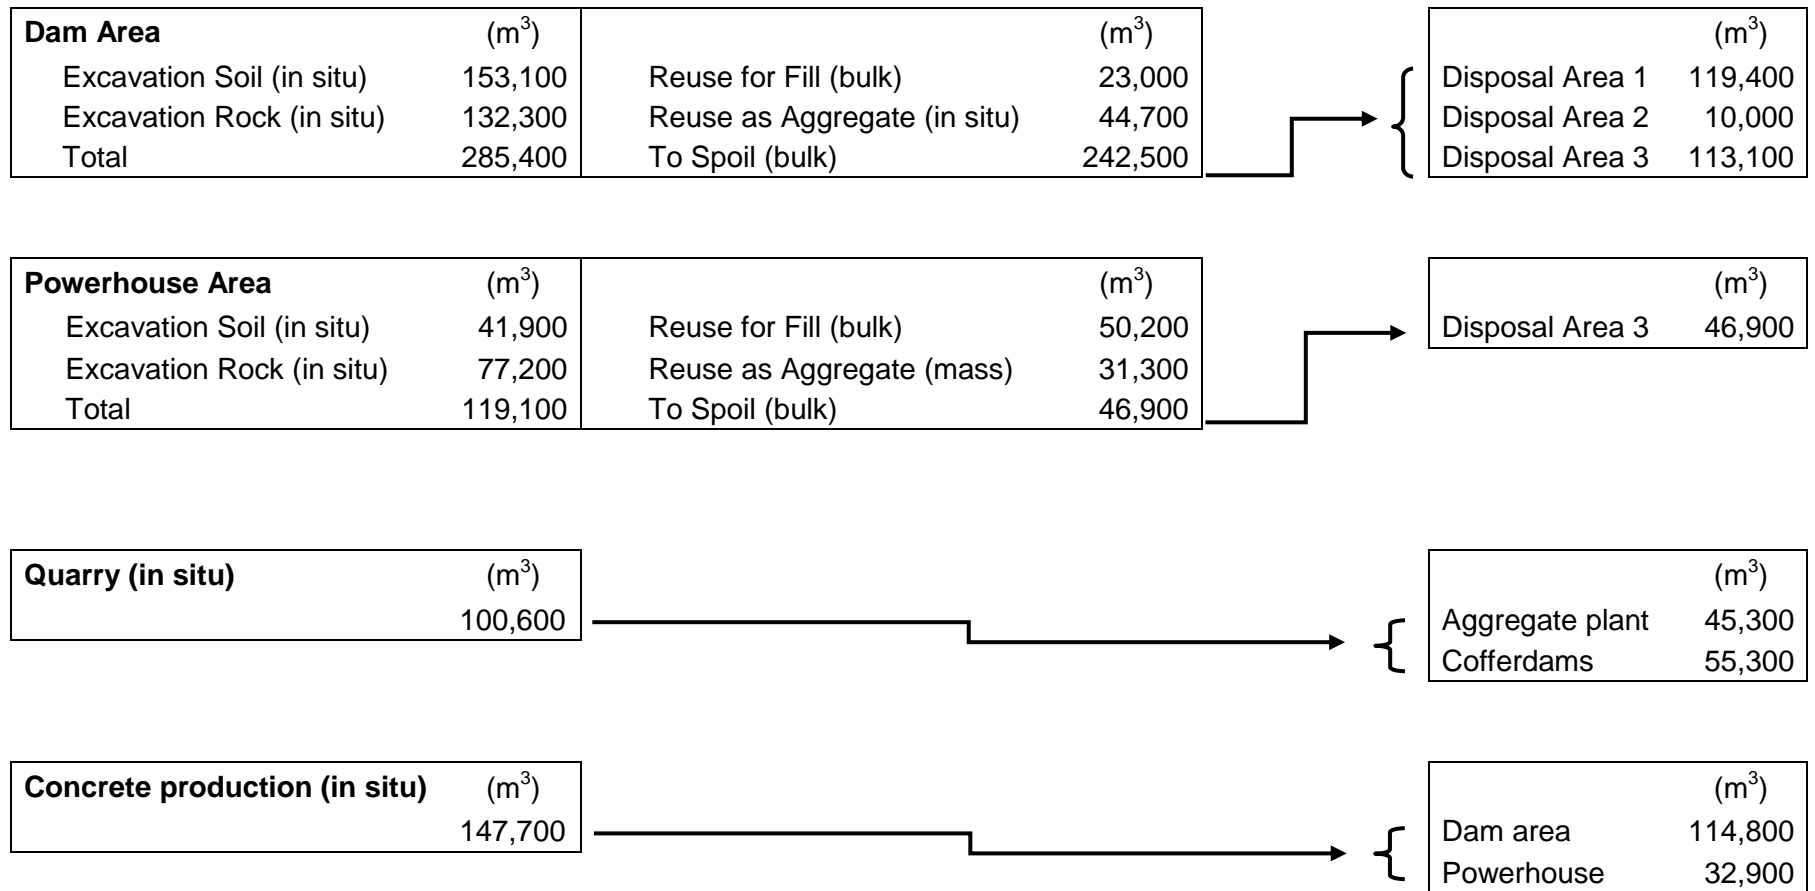 Dam Area (m³) (m³) (m³)
Excavation Soil (in situ) 153,100 Reuse for Fill (bulk) 23,000 Disposal Area 1 119,400
Excavation Rock (in situ) 132,300 Reuse as Aggregate (in situ) 44,700 Disposal Area 2 10,000
Total 285,400 To Spoil (bulk) 242,500 Disposal Area 3 113,100
Powerhouse Area (m³) (m³) (m³)
Excavation Soil (in situ) 41,900 Reuse for Fill (bulk) 50,200 Disposal Area 3 46,900
Excavation Rock (in situ) 77,200 Reuse as Aggregate (mass) 31,300
Total 119,100 To Spoil (bulk) 46,900
Quarry (in situ) (m³) (m³)
100,600 Aggregate plant 45,300
Cofferdams 55,300
Concrete production (in situ) (m³) (m³)
147,700 Dam area 114,800
Powerhouse 32,900